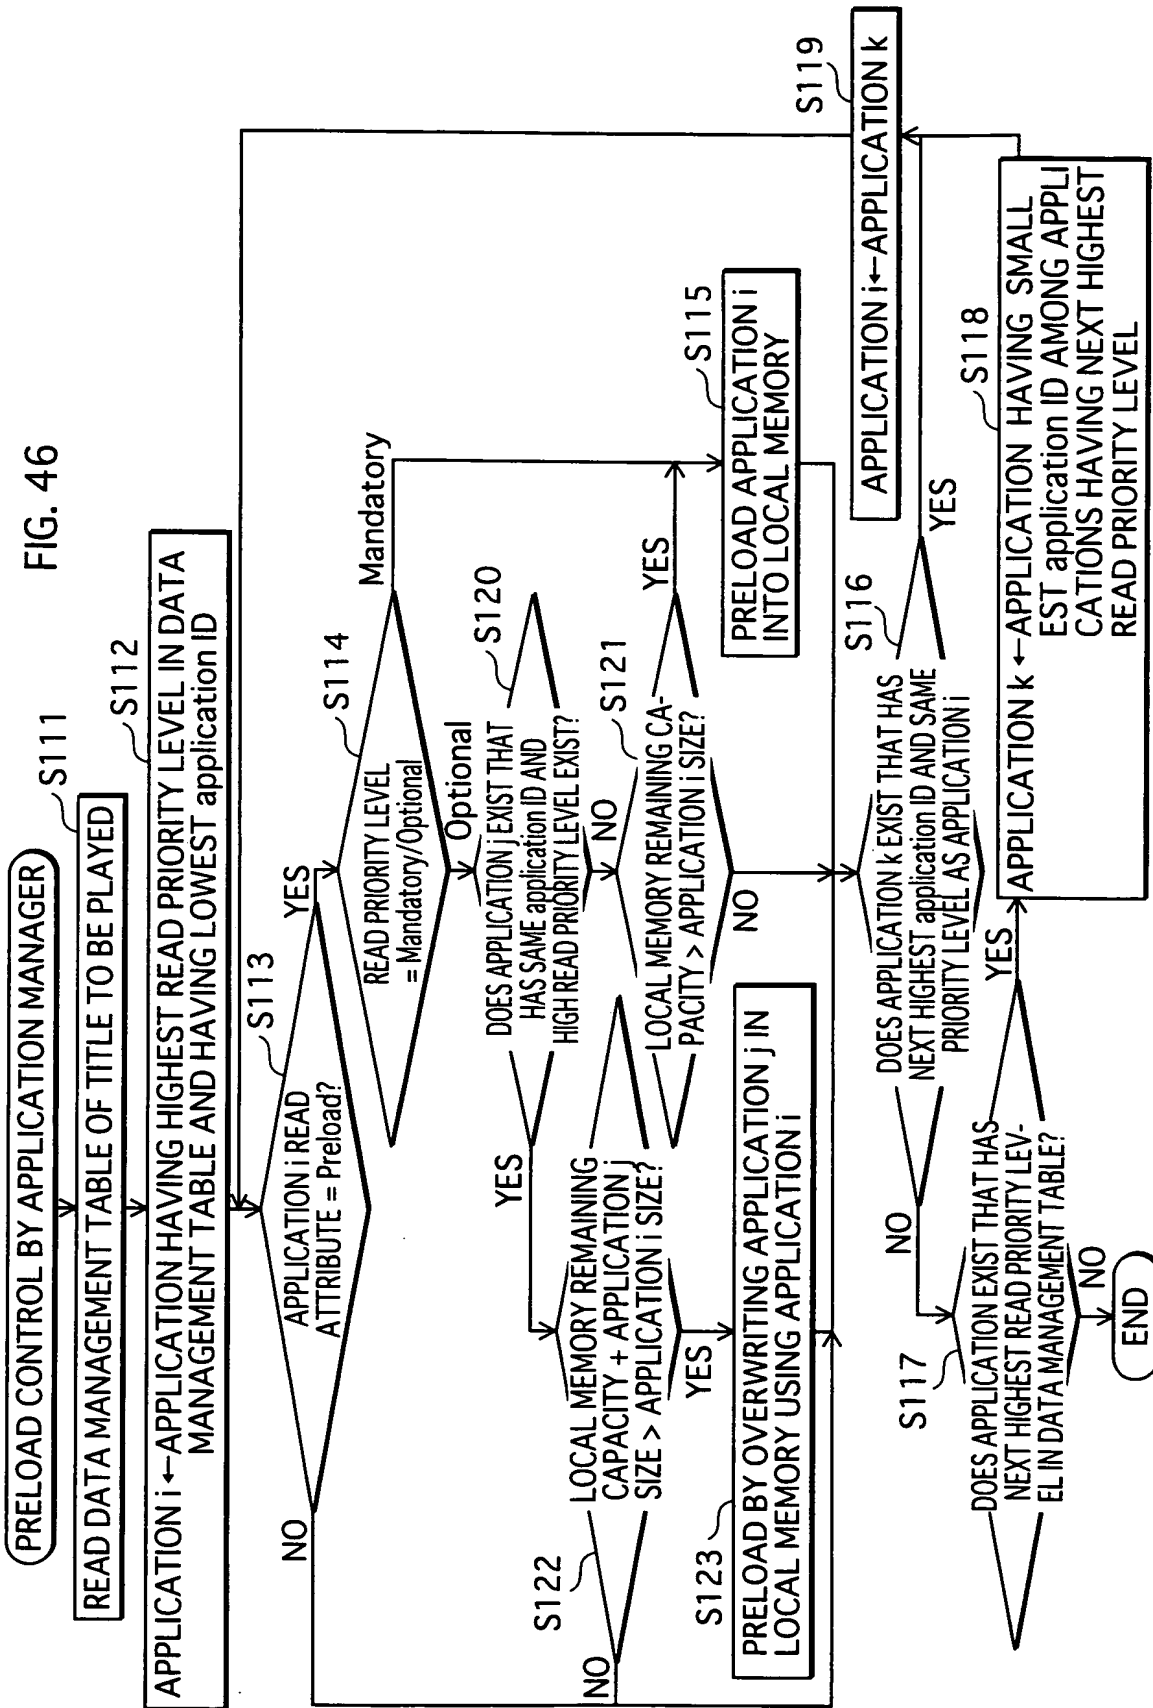 FIG. 46
PRELOAD CONTROL BY APPLICATION MANAGER
S111
READ DATA MANAGEMENT TABLE OF TITLE TO BE PLAYED
S112
APPLICATION i ← APPLICATION HAVING HIGHEST READ PRIORITY LEVEL IN DATA
MANAGEMENT TABLE AND HAVING LOWEST application ID
S113
APPLICATION i READ
ATTRIBUTE = Preload?
YES
NO
S114
READ PRIORITY LEVEL
= Mandatory/Optional
Mandatory
Optional
S120
DOES APPLICATION j EXIST THAT
HAS SAME application ID AND
HIGH READ PRIORITY LEVEL EXIST?
YES
NO
S121
LOCAL MEMORY REMAINING CA-
PACITY > APPLICATION i SIZE?
YES
NO
S115
PRELOAD APPLICATION i
INTO LOCAL MEMORY
S122
LOCAL MEMORY REMAINING
CAPACITY + APPLICATION j
SIZE > APPLICATION i SIZE?
NO
YES
S123
PRELOAD BY OVERWRITING APPLICATION j IN
LOCAL MEMORY USING APPLICATION i
S116
DOES APPLICATION k EXIST THAT HAS
NEXT HIGHEST application ID AND SAME
PRIORITY LEVEL AS APPLICATION i
YES
NO
S119
APPLICATION i ← APPLICATION k
S117
DOES APPLICATION EXIST THAT HAS
NEXT HIGHEST READ PRIORITY LEV-
EL IN DATA MANAGEMENT TABLE?
YES
NO
S118
APPLICATION k ← APPLICATION HAVING SMALL
EST application ID AMONG APPLI
CATIONS HAVING NEXT HIGHEST
READ PRIORITY LEVEL
END